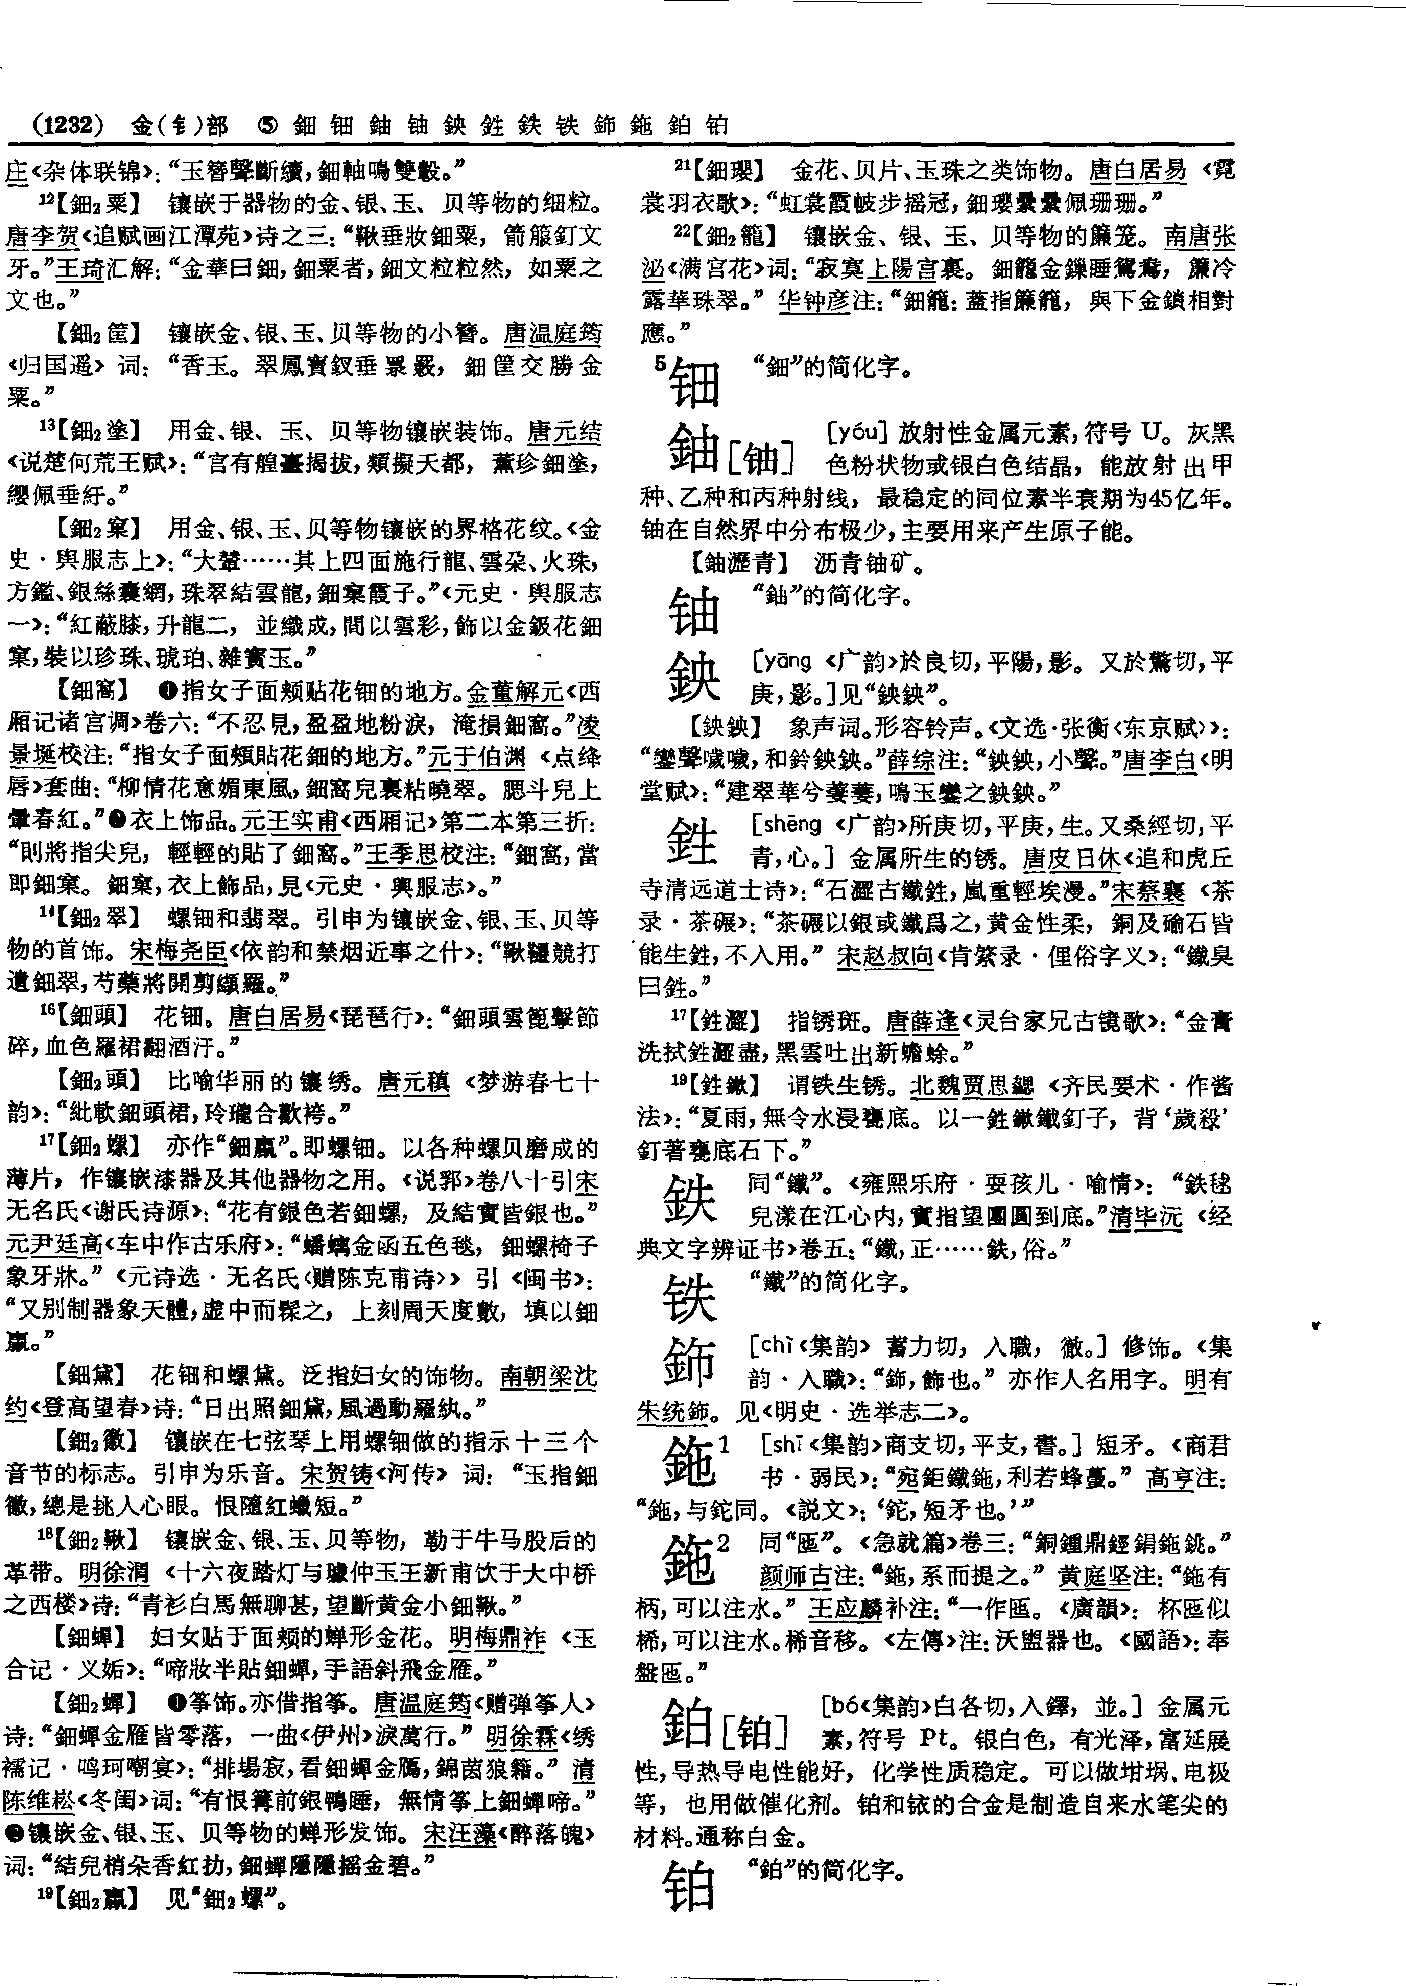 (1232) 金(钅)部 ⑤ 鈿 钿 鈾 铀 鉠 鉎 鉄 铁 鉓 鉇 鉑 铂
庄《杂体联锦》：“玉簪聲斷續，鈿軸鳴雙轂。”
12【鈿₂粟】 镶嵌于器物的金、银、玉、贝等物的细粒。
唐李贺《追赋画江潭苑》诗之三：“鞦垂妝鈿粟，箭箙釘文
牙。”王琦汇解：“金華曰鈿，鈿粟者，鈿文粒粒然，如粟之
文也。”
【鈿₂筐】 镶嵌金、银、玉、贝等物的小簪。唐温庭筠
《归国遥》词：“香玉。翠鳳寶釵垂㒿䍡，鈿筐交勝金
粟。”
13【鈿₂塗】 用金、银、玉、贝等物镶嵌装饰。唐元结
《说楚何荒王赋》：“宫有艎臺揭拔，類擬天都，薰珍鈿塗，
纓佩垂紆。”
【鈿₂窠】 用金、银、玉、贝等物镶嵌的界格花纹。《金
史·舆服志上》：“大輦……其上四面施行龍、雲朵、火珠，
方鑑、銀絲囊網，珠翠結雲龍，鈿窠霞子。”《元史·舆服志
一》：“紅蔽膝，升龍二，並織成，間以雲彩，飾以金鈒花鈿
窠，裝以珍珠、琥珀、雜寶玉。”
【鈿窩】 ❶指女子面颊贴花钿的地方。金董解元《西
厢记诸宫调》卷六：“不忍見，盈盈地粉淚，淹損鈿窩。”凌
景埏校注：“指女子面頰貼花鈿的地方。”元于伯渊《点绛
唇》套曲：“柳情花意媚東風，鈿窩兒裏粘曉翠。腮斗兒上
暈春紅。”❷衣上饰品。元王实甫《西厢记》第二本第三折：
“則將指尖兒，輕輕的貼了鈿窩。”王季思校注：“鈿窩，當
即鈿窠。鈿窠，衣上飾品，見《元史·輿服志》。”
14【鈿₂翠】 螺钿和翡翠。引申为镶嵌金、银、玉、贝等
物的首饰。宋梅尧臣《依韵和禁烟近事之什》：“鞦韆競打
遺鈿翠，芍藥將開剪纈羅。”
16【鈿頭】 花钿。唐白居易《琵琶行》：“鈿頭雲篦擊節
碎，血色羅裙翻酒汙。”
【鈿₂頭】 比喻华丽的镶绣。唐元稹《梦游春七十
韵》：“紕軟鈿頭裙，玲瓏合歡袴。”
17【鈿₂螺】 亦作“鈿蠃”。即螺钿。以各种螺贝磨成的
薄片，作镶嵌漆器及其他器物之用。《说郛》卷八十引宋
无名氏《谢氏诗源》：“花有銀色若鈿螺，及結實皆銀也。”
元尹廷高《车中作古乐府》：“蟠螭金函五色毯，鈿螺椅子
象牙牀。”《元诗选·无名氏〈赠陈克甫诗〉》引《闽书》：
“又別制器象天體，虛中而髹之，上刻周天度數，填以鈿
蠃。”
【鈿黛】 花钿和螺黛。泛指妇女的饰物。南朝梁沈
约《登高望春》诗：“日出照鈿黛，風過動羅紈。”
【鈿₂徽】 镶嵌在七弦琴上用螺钿做的指示十三个
音节的标志。引申为乐音。宋贺铸《河传》词：“玉指鈿
徽，總是挑人心眼。恨隨紅蠟短。”
18【鈿₂鞦】 镶嵌金、银、玉、贝等物，勒于牛马股后的
革带。明徐渭《十六夜踏灯与璩仲玉王新甫饮于大中桥
之西楼》诗：“青衫白馬無聊甚，望斷黃金小鈿鞦。”
【鈿蟬】 妇女贴于面颊的蝉形金花。明梅鼎祚《玉
合记·义姤》：“啼妝半貼鈿蟬，手語斜飛金雁。”
【鈿₂蟬】 ❶筝饰。亦借指筝。唐温庭筠《赠弹筝人》
诗：“鈿蟬金雁皆零落，一曲《伊州》淚萬行。”明徐霖《绣
襦记·鸣珂嘲宴》：“排場寂，看鈿蟬金鴈，錦茵狼籍。”清
陈维崧《冬闺》词：“有恨篝前銀鴨睡，無情筝上鈿蟬啼。”
❷镶嵌金、银、玉、贝等物的蝉形发饰。宋汪藻《醉落魄》
词：“結兒梢朵香紅扐，鈿蟬隱隱摇金碧。”
19【鈿₂蠃】 见“鈿₂螺”。
21【鈿瓔】 金花、贝片、玉珠之类饰物。唐白居易《霓
裳羽衣歌》：“虹裳霞帔步摇冠，鈿瓔纍纍佩珊珊。”
22【鈿₂籠】 镶嵌金、银、玉、贝等物的簾笼。南唐张
泌《满宫花》词：“寂寞上陽宫裏。鈿籠金鏁睡鴛鴦，簾冷
露華珠翠。”华钟彦注：“鈿籠：蓋指簾籠，與下金鎖相對
應。”
5钿 “鈿”的简化字。
鈾[铀] [yóu] 放射性金属元素，符号 U。灰黑
色粉状物或银白色结晶，能放射出甲
种、乙种和丙种射线，最稳定的同位素半衰期为45亿年。
铀在自然界中分布极少，主要用来产生原子能。
【鈾瀝青】 沥青铀矿。
铀 “鈾”的简化字。
鉠 [yāng 《广韵》於良切，平陽，影。又於驚切，平
庚，影。]见“鉠鉠”。
【鉠鉠】 象声词。形容铃声。《文选·张衡〈东京赋〉》：
“鑾聲噦噦，和鈴鉠鉠。”薛综注：“鉠鉠，小聲。”唐李白《明
堂赋》：“建翠華兮萋萋，鳴玉鑾之鉠鉠。”
鉎 [shēng 《广韵》所庚切，平庚，生。又桑經切，平
青，心。] 金属所生的锈。唐皮日休《追和虎丘
寺清远道士诗》：“石澀古鐵鉎，嵐重輕埃漫。”宋蔡襄《茶
录·茶碾》：“茶碾以銀或鐵爲之，黄金性柔，銅及碖石皆
能生鉎，不入用。”宋赵叔向《肯綮录·俚俗字义》：“鐵臭
曰鉎。”
17【鉎澀】 指锈斑。唐薛逢《灵台家兄古镜歌》：“金膏
洗拭鉎澀盡，黑雲吐出新蟾蜍。”
19【鉎鏉】 谓铁生锈。北魏贾思勰《齐民要术·作酱
法》：“夏雨，無令水浸甕底。以一鉎鏉鐵釘子，背‘歲殺’
釘著甕底石下。”
鉄 同“鐵”。《雍熙乐府·耍孩儿·喻情》：“鉄毬
兒漾在江心内，實指望團圓到底。”清毕沅《经
典文字辨证书》卷五：“鐵，正……鉄，俗。”
铁 “鐵”的简化字。
鉓 [chì《集韵》蓄力切，入職，徹。] 修饰。《集
韵·入職》：“鉓，飾也。”亦作人名用字。明有
朱统鉓。见《明史·选举志二》。
鉇1 [shī《集韵》商支切，平支，書。] 短矛。《商君
书·弱民》：“宛鉅鐵鉇，利若蜂蠆。”高亨注：
“鉇，与鉈同。《説文》：‘鉈，短矛也。’”
鉇2 同“匜”。《急就篇》卷三：“銅鍾鼎鋞鋗鉇銚。”
颜师古注：“鉇，系而提之。”黄庭坚注：“鉇有
柄，可以注水。”王应麟补注：“一作匜。《廣韻》：杯匜似
桸，可以注水。桸音移。《左傳》注：沃盥器也。《國語》：奉
盤匜。”
鉑[铂] [bó《集韵》白各切，入鐸，並。] 金属元
素，符号 Pt。银白色，有光泽，富延展
性，导热导电性能好，化学性质稳定。可以做坩埚、电极
等，也用做催化剂。铂和铱的合金是制造自来水笔尖的
材料。通称白金。
铂 “鉑”的简化字。